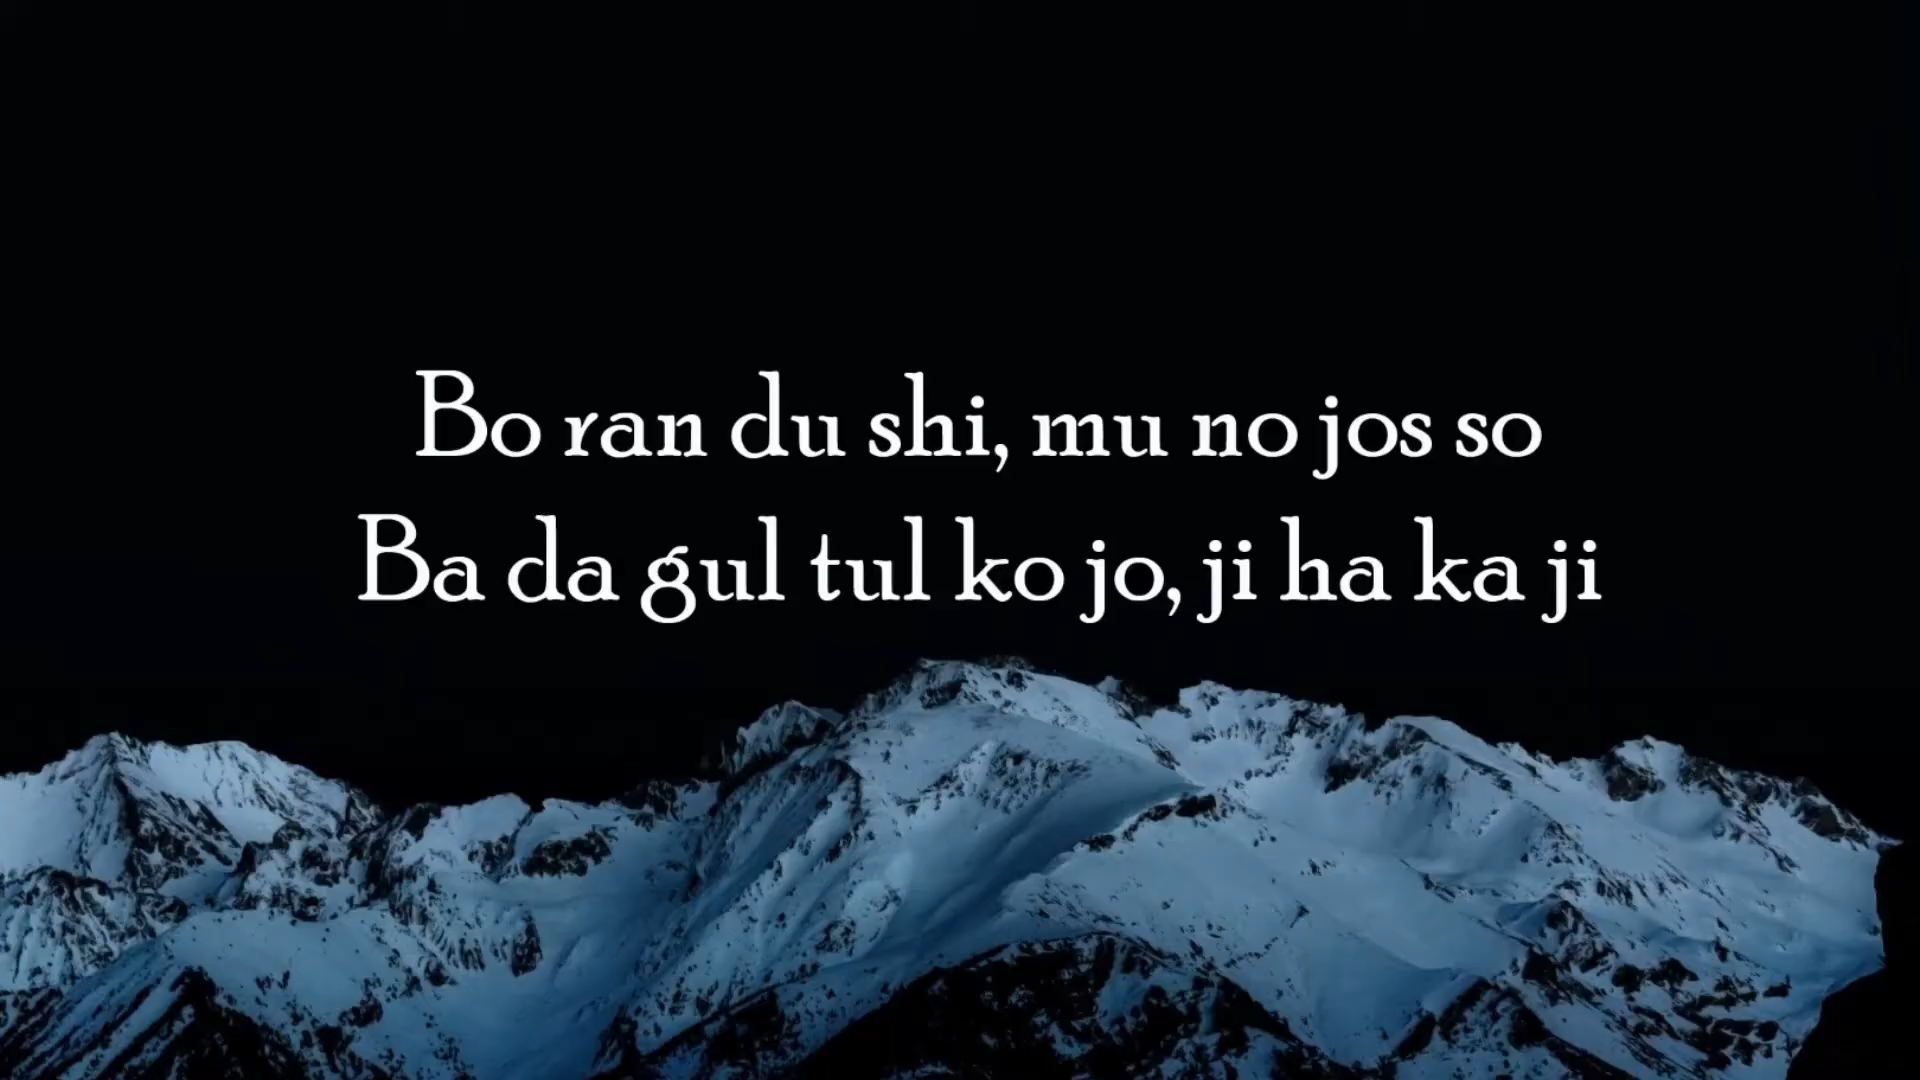 Bo ran du shi, mu no jos so
Ba da gul tul ko jo, ji ha ka ji